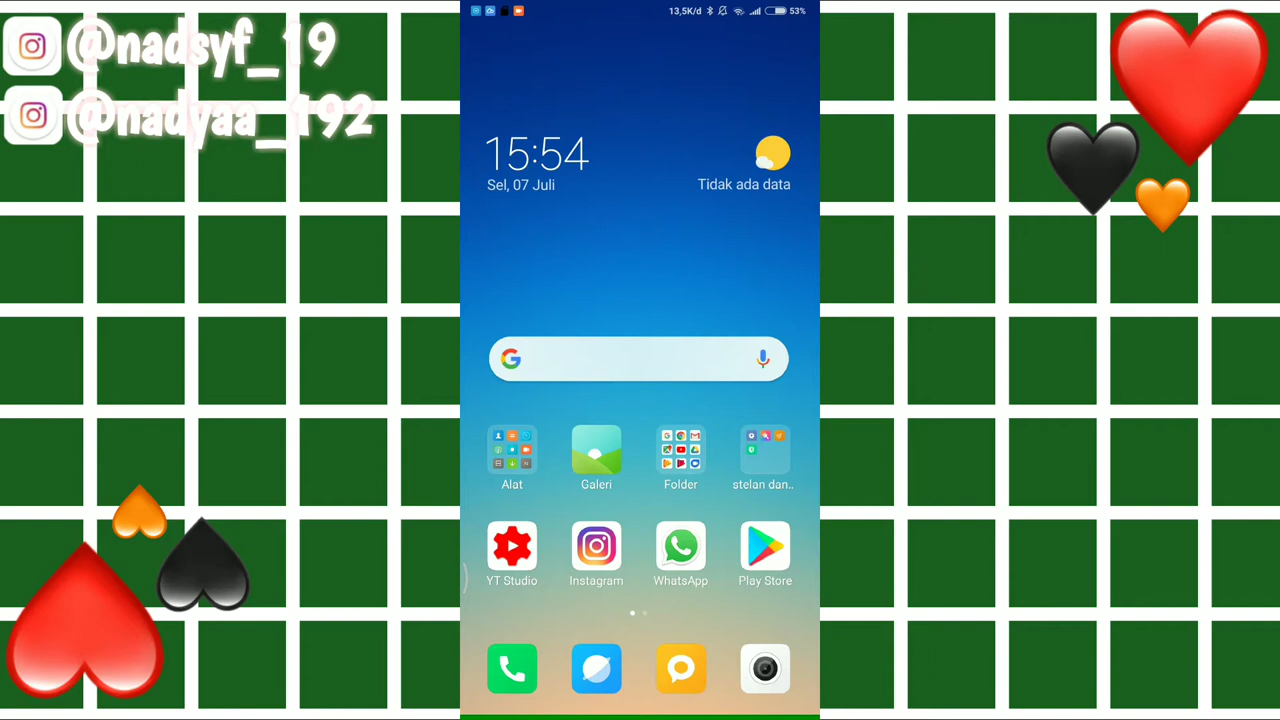 @nadsyf_19
@nadyaa_192
13,5K/d 53%
15:54
Sel, 07 Juli
Tidak ada data
Alat
Galeri
Folder
stelan dan..
YT Studio
Instagram
WhatsApp
Play Store